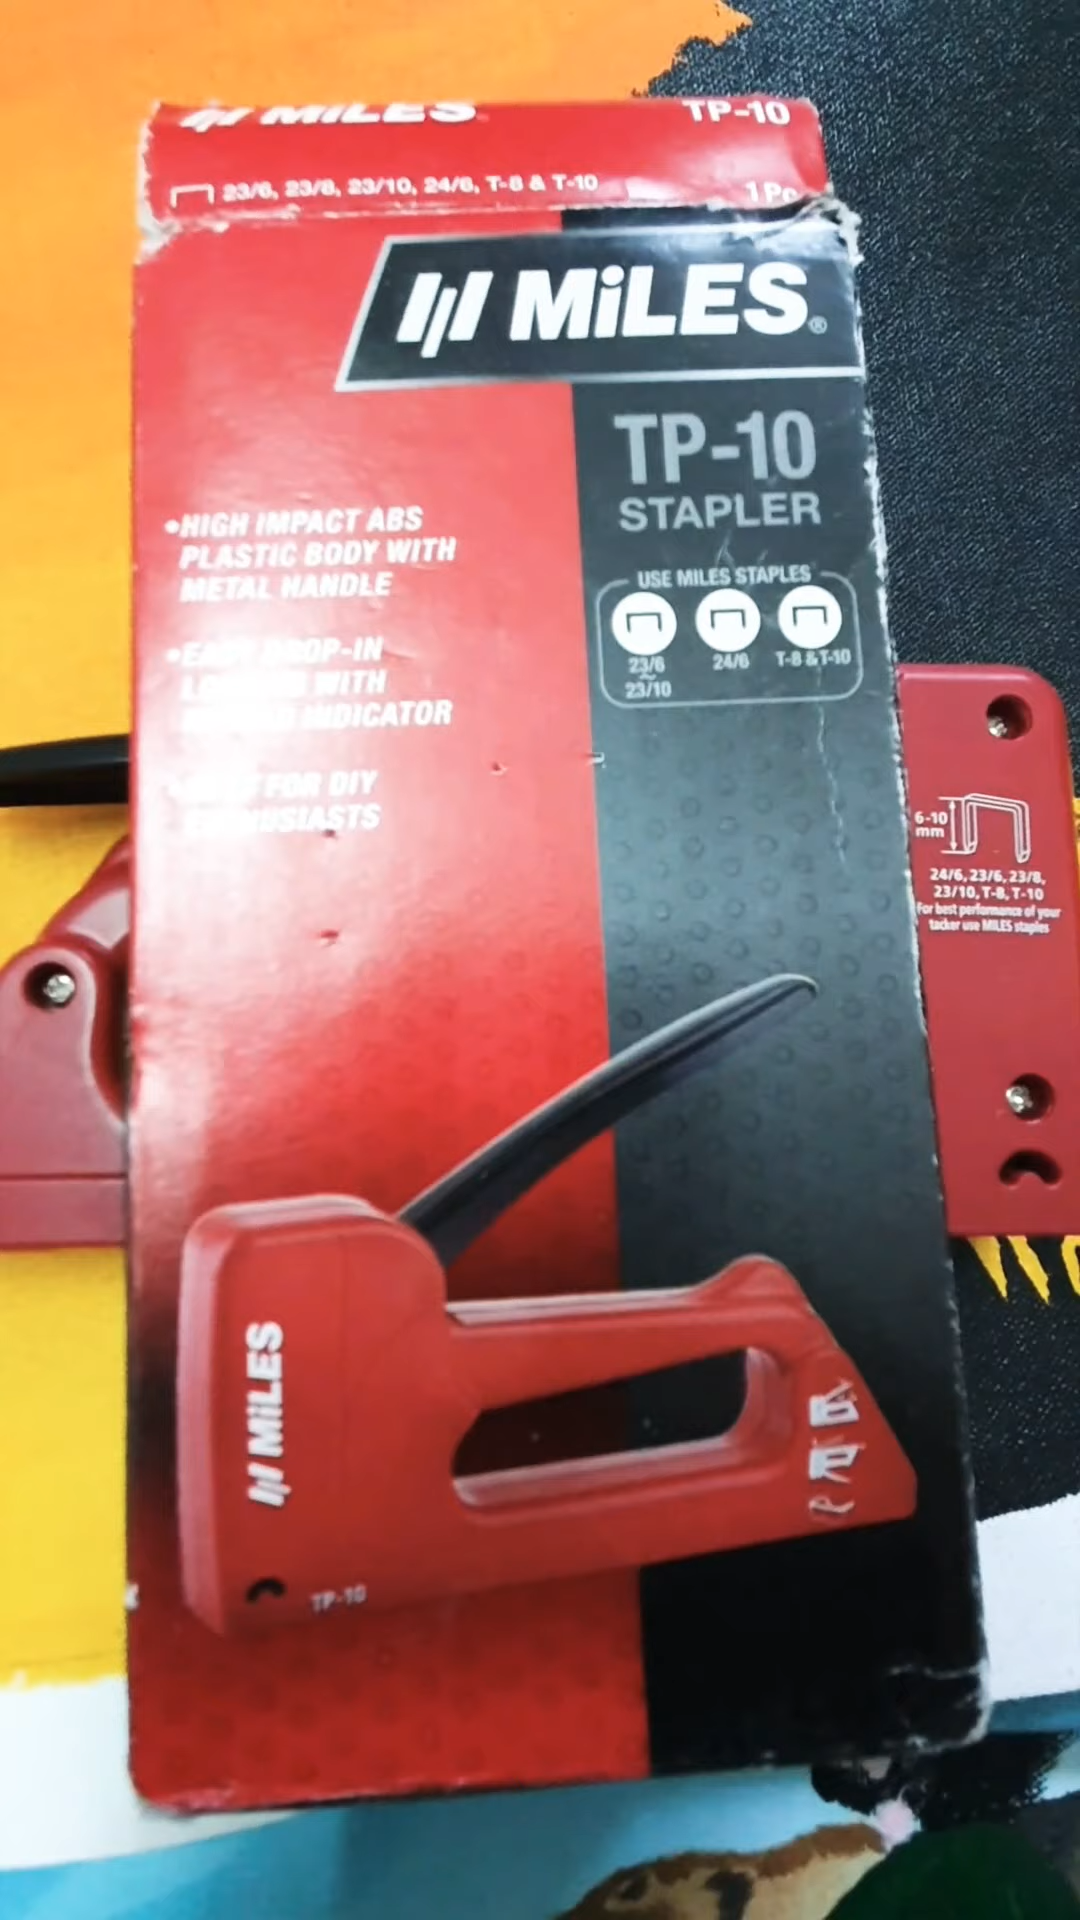 MiLES TP-10
23/6, 23/8, 23/10, 24/6, T-8 & T-10 1 Pc
MiLES®
TP-10
STAPLER
USE MILES STAPLES
23/6 24/6 T-8 & T-10
~
23/10
•HIGH IMPACT ABS
PLASTIC BODY WITH
METAL HANDLE
DROP-IN
WITH
INDICATOR
FOR DIY
ENTHUSIASTS
6-10
mm
24/6, 23/6, 23/8,
23/10, T-8, T-10
For best performance of your
tacker use MILES staples
MiLES
TP-10